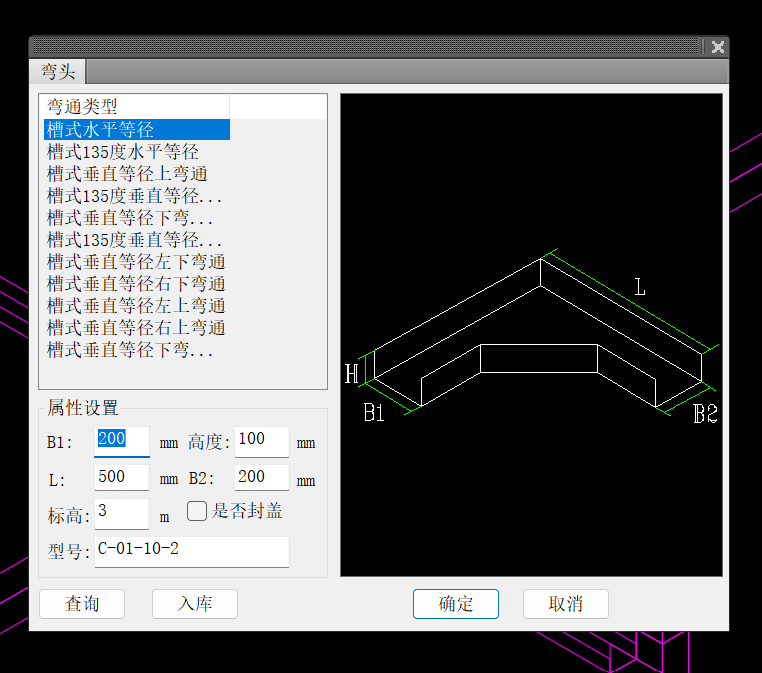 弯头
弯通类型
槽式水平等径
槽式135度水平等径
槽式垂直等径上弯通
槽式135度垂直等径...
槽式垂直等径下弯...
槽式135度垂直等径...
槽式垂直等径左下弯通
槽式垂直等径右下弯通
槽式垂直等径左上弯通
槽式垂直等径右上弯通
槽式垂直等径下弯...
属性设置
B1: 200 mm 高度: 100 mm
L: 500 mm B2: 200 mm
标高: 3 m 是否封盖
型号: C-01-10-2
查询 入库 确定 取消
L
H
B1
B2